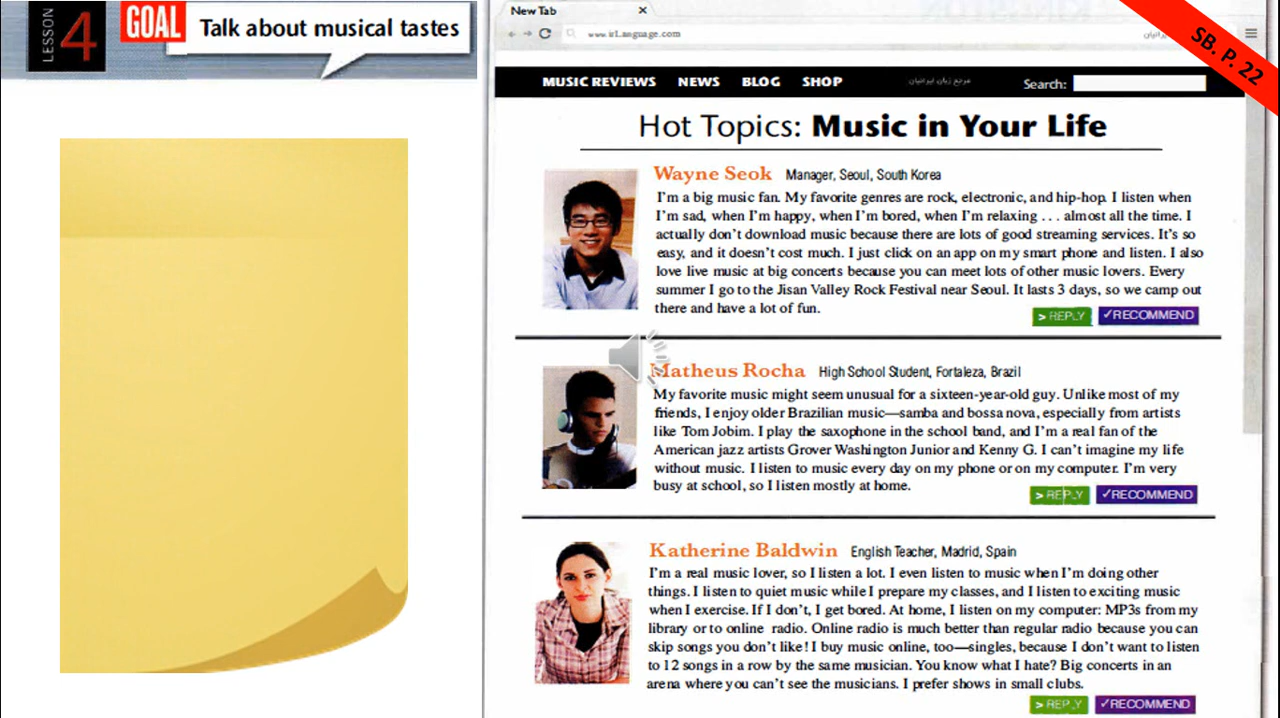 LESSON 4
GOAL Talk about musical tastes
New Tab
www.irLanguage.com
SB. P. 22
MUSIC REVIEWS NEWS BLOG SHOP مرجع زبان ایرانیان Search:
Hot Topics: Music in Your Life
Wayne Seok Manager, Seoul, South Korea
I'm a big music fan. My favorite genres are rock, electronic, and hip-hop. I listen when
I'm sad, when I'm happy, when I'm bored, when I'm relaxing . . . almost all the time. I
actually don't download music because there are lots of good streaming services. It's so
easy, and it doesn't cost much. I just click on an app on my smart phone and listen. I also
love live music at big concerts because you can meet lots of other music lovers. Every
summer I go to the Jisan Valley Rock Festival near Seoul. It lasts 3 days, so we camp out
there and have a lot of fun.
> REPLY ✓RECOMMEND
Matheus Rocha High School Student, Fortaleza, Brazil
My favorite music might seem unusual for a sixteen-year-old guy. Unlike most of my
friends, I enjoy older Brazilian music—samba and bossa nova, especially from artists
like Tom Jobim. I play the saxophone in the school band, and I'm a real fan of the
American jazz artists Grover Washington Junior and Kenny G. I can't imagine my life
without music. I listen to music every day on my phone or on my computer. I'm very
busy at school, so I listen mostly at home.
> REPLY ✓RECOMMEND
Katherine Baldwin English Teacher, Madrid, Spain
I'm a real music lover, so I listen a lot. I even listen to music when I'm doing other
things. I listen to quiet music while I prepare my classes, and I listen to exciting music
when I exercise. If I don't, I get bored. At home, I listen on my computer: MP3s from my
library or to online radio. Online radio is much better than regular radio because you can
skip songs you don't like! I buy music online, too—singles, because I don't want to listen
to 12 songs in a row by the same musician. You know what I hate? Big concerts in an
arena where you can't see the musicians. I prefer shows in small clubs.
> REPLY ✓RECOMMEND